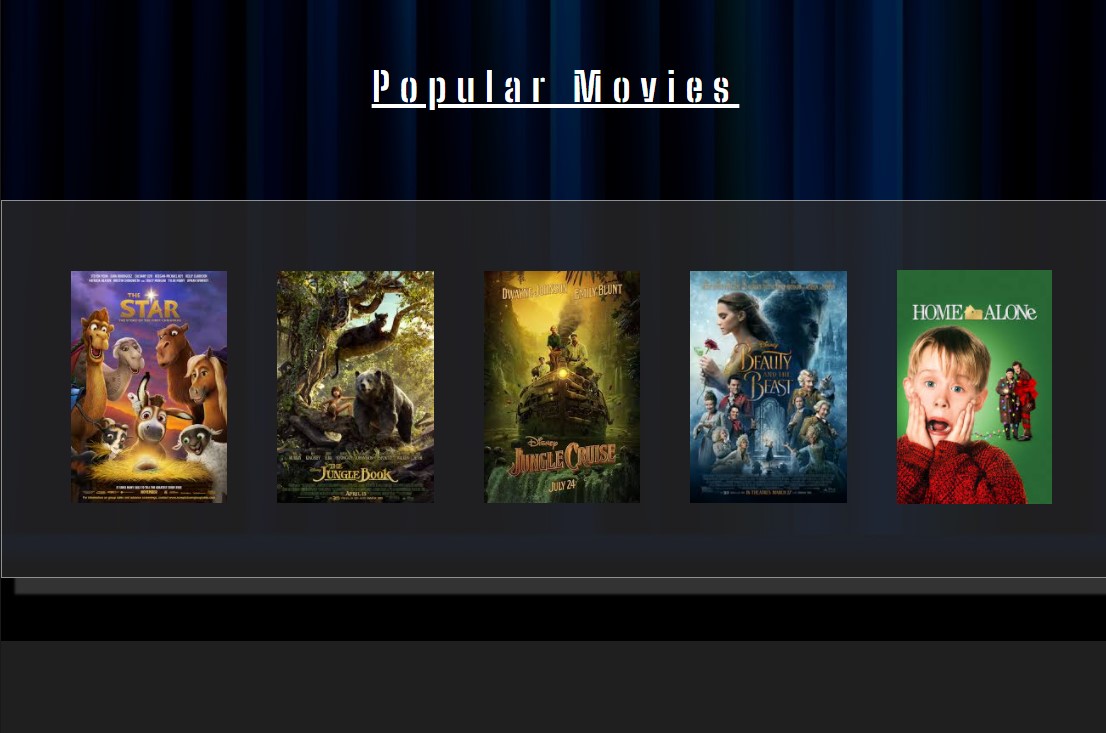 Popular Movies
THE
STAR
THE
JUNGLE BOOK
APRIL 15
DWAYNE JOHNSON EMILY BLUNT
Disney
JUNGLE CRUISE
JULY 24
Disney
BEAUTY
AND THE
BEAST
HOME ALONe